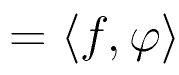 = ⟨f, φ⟩